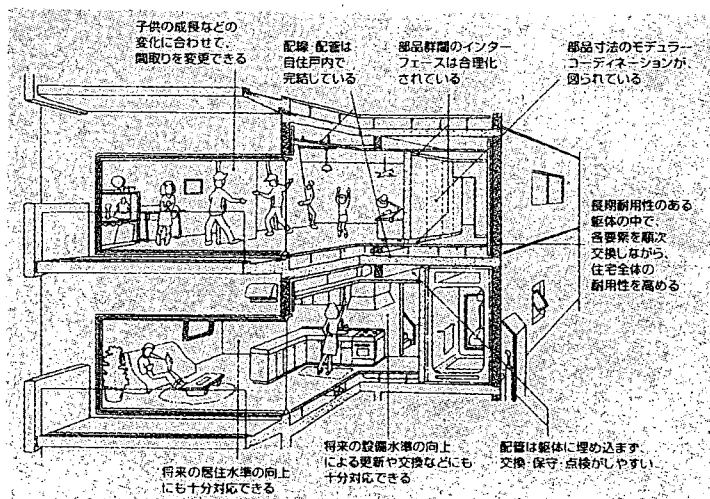 子供の成長などの
変化に合わせて、
間取りを変更できる
配線・配管は
自住戸内で
完結している
部品群間のインター
フェースは合理化
されている
部品寸法のモデュラー
コーディネーションが、
図られている
長期耐用性のある
躯体の中で、
各要素を順次
交換しながら、
住宅全体の
耐用性を高める
将来の居住水準の向上
にも十分対応できる
将来の設備水準の向上
による更新や交換などにも
十分対応できる
配管は躯体に埋め込まず、
交換・保守・点検がしやすい